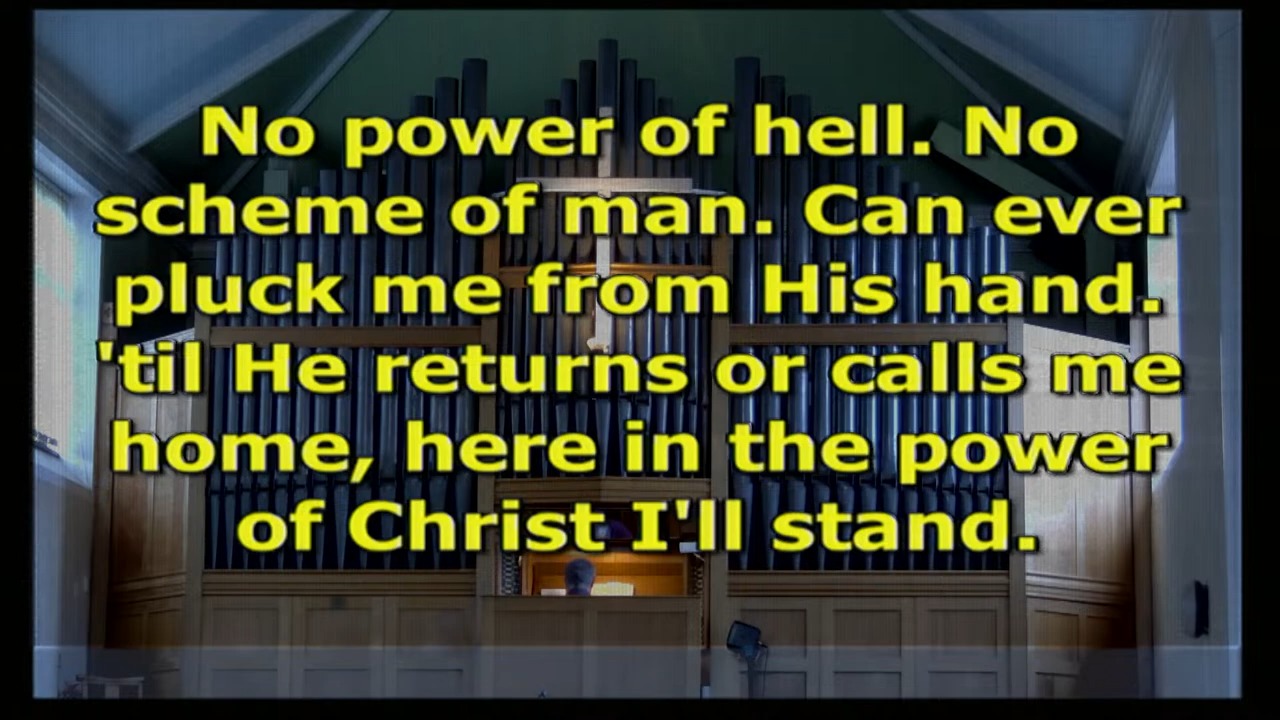 No power of hell. No
scheme of man. Can ever
pluck me from His hand.
'til He returns or calls me
home, here in the power
of Christ I'll stand.